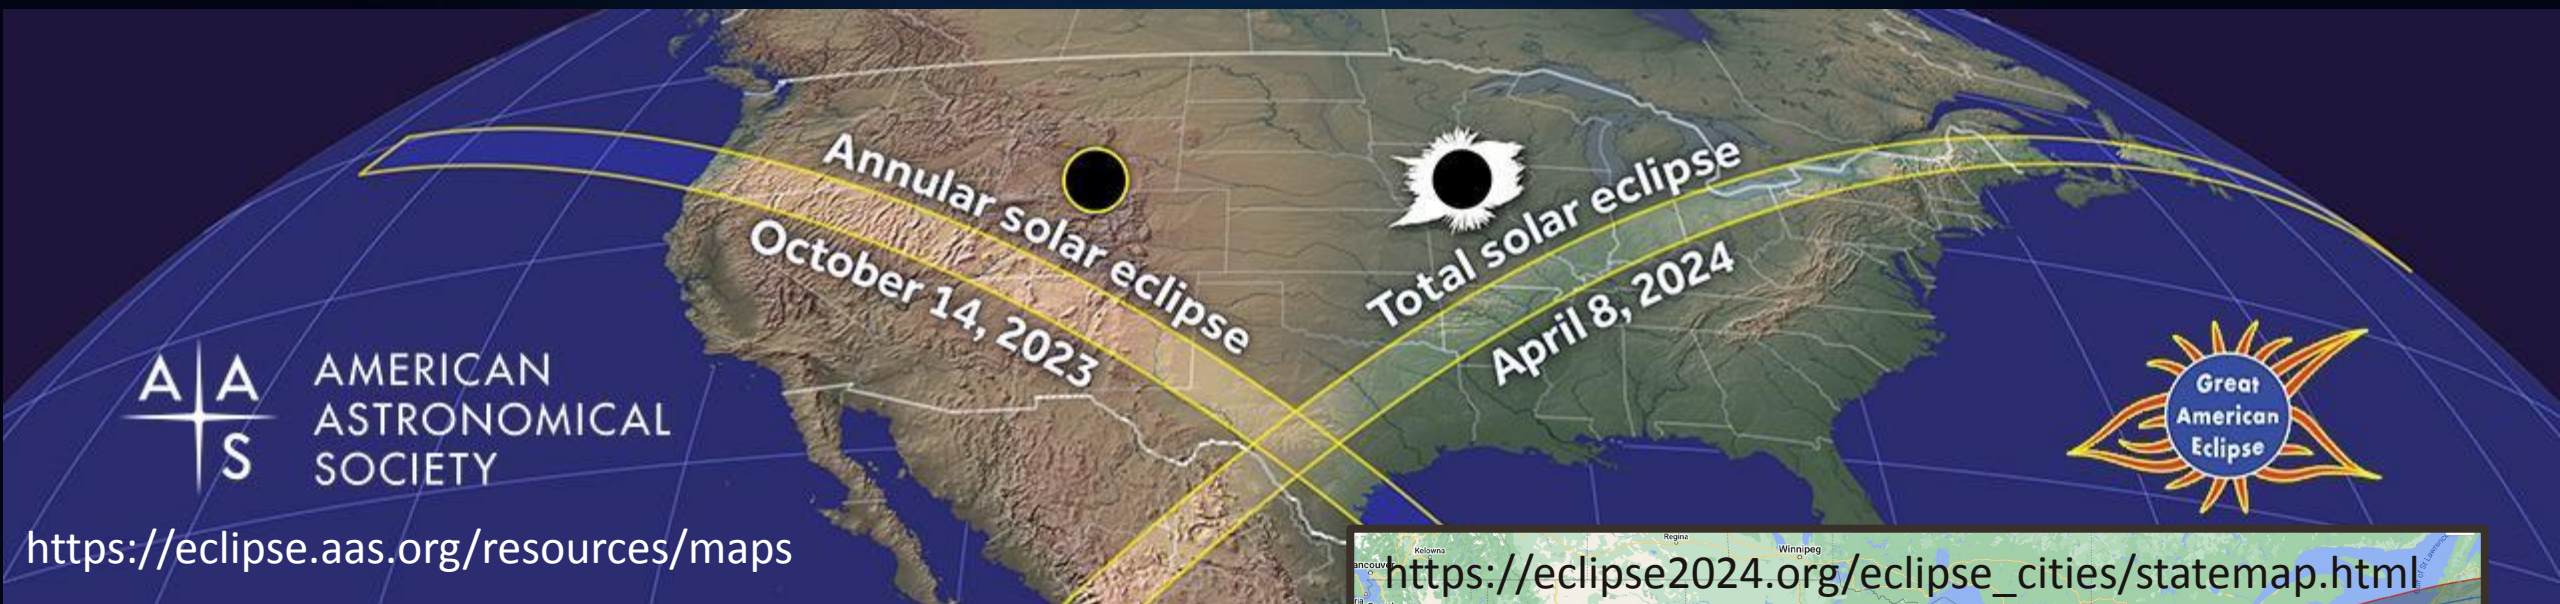 Annular solar eclipse
October 14, 2023
Total solar eclipse
April 8, 2024
A A
S
AMERICAN
ASTRONOMICAL
SOCIETY
Great
American
Eclipse
https://eclipse.aas.org/resources/maps
Kelowna
Regina
Winnipeg
https://eclipse2024.org/eclipse_cities/statemap.html